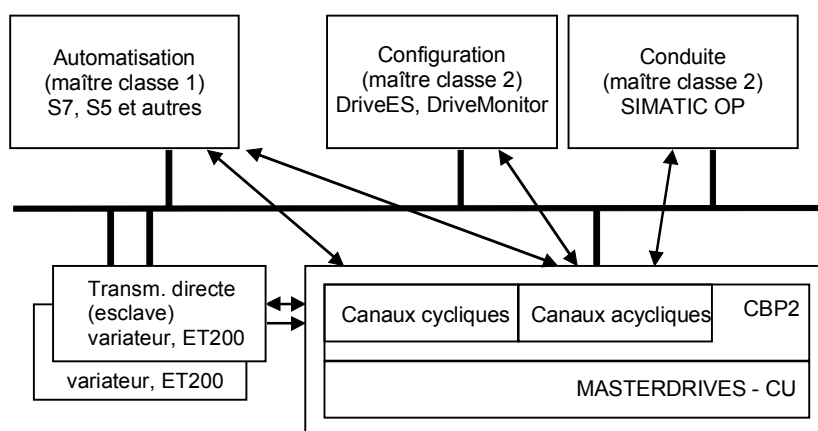 Automatisation
(maître classe 1)
S7, S5 et autres
Configuration
(maître classe 2)
DriveES, DriveMonitor
Conduite
(maître classe 2)
SIMATIC OP
Transm. directe
(esclave)
variateur, ET200
variateur, ET200
Canaux cycliques
Canaux acycliques
CBP2
MASTERDRIVES - CU